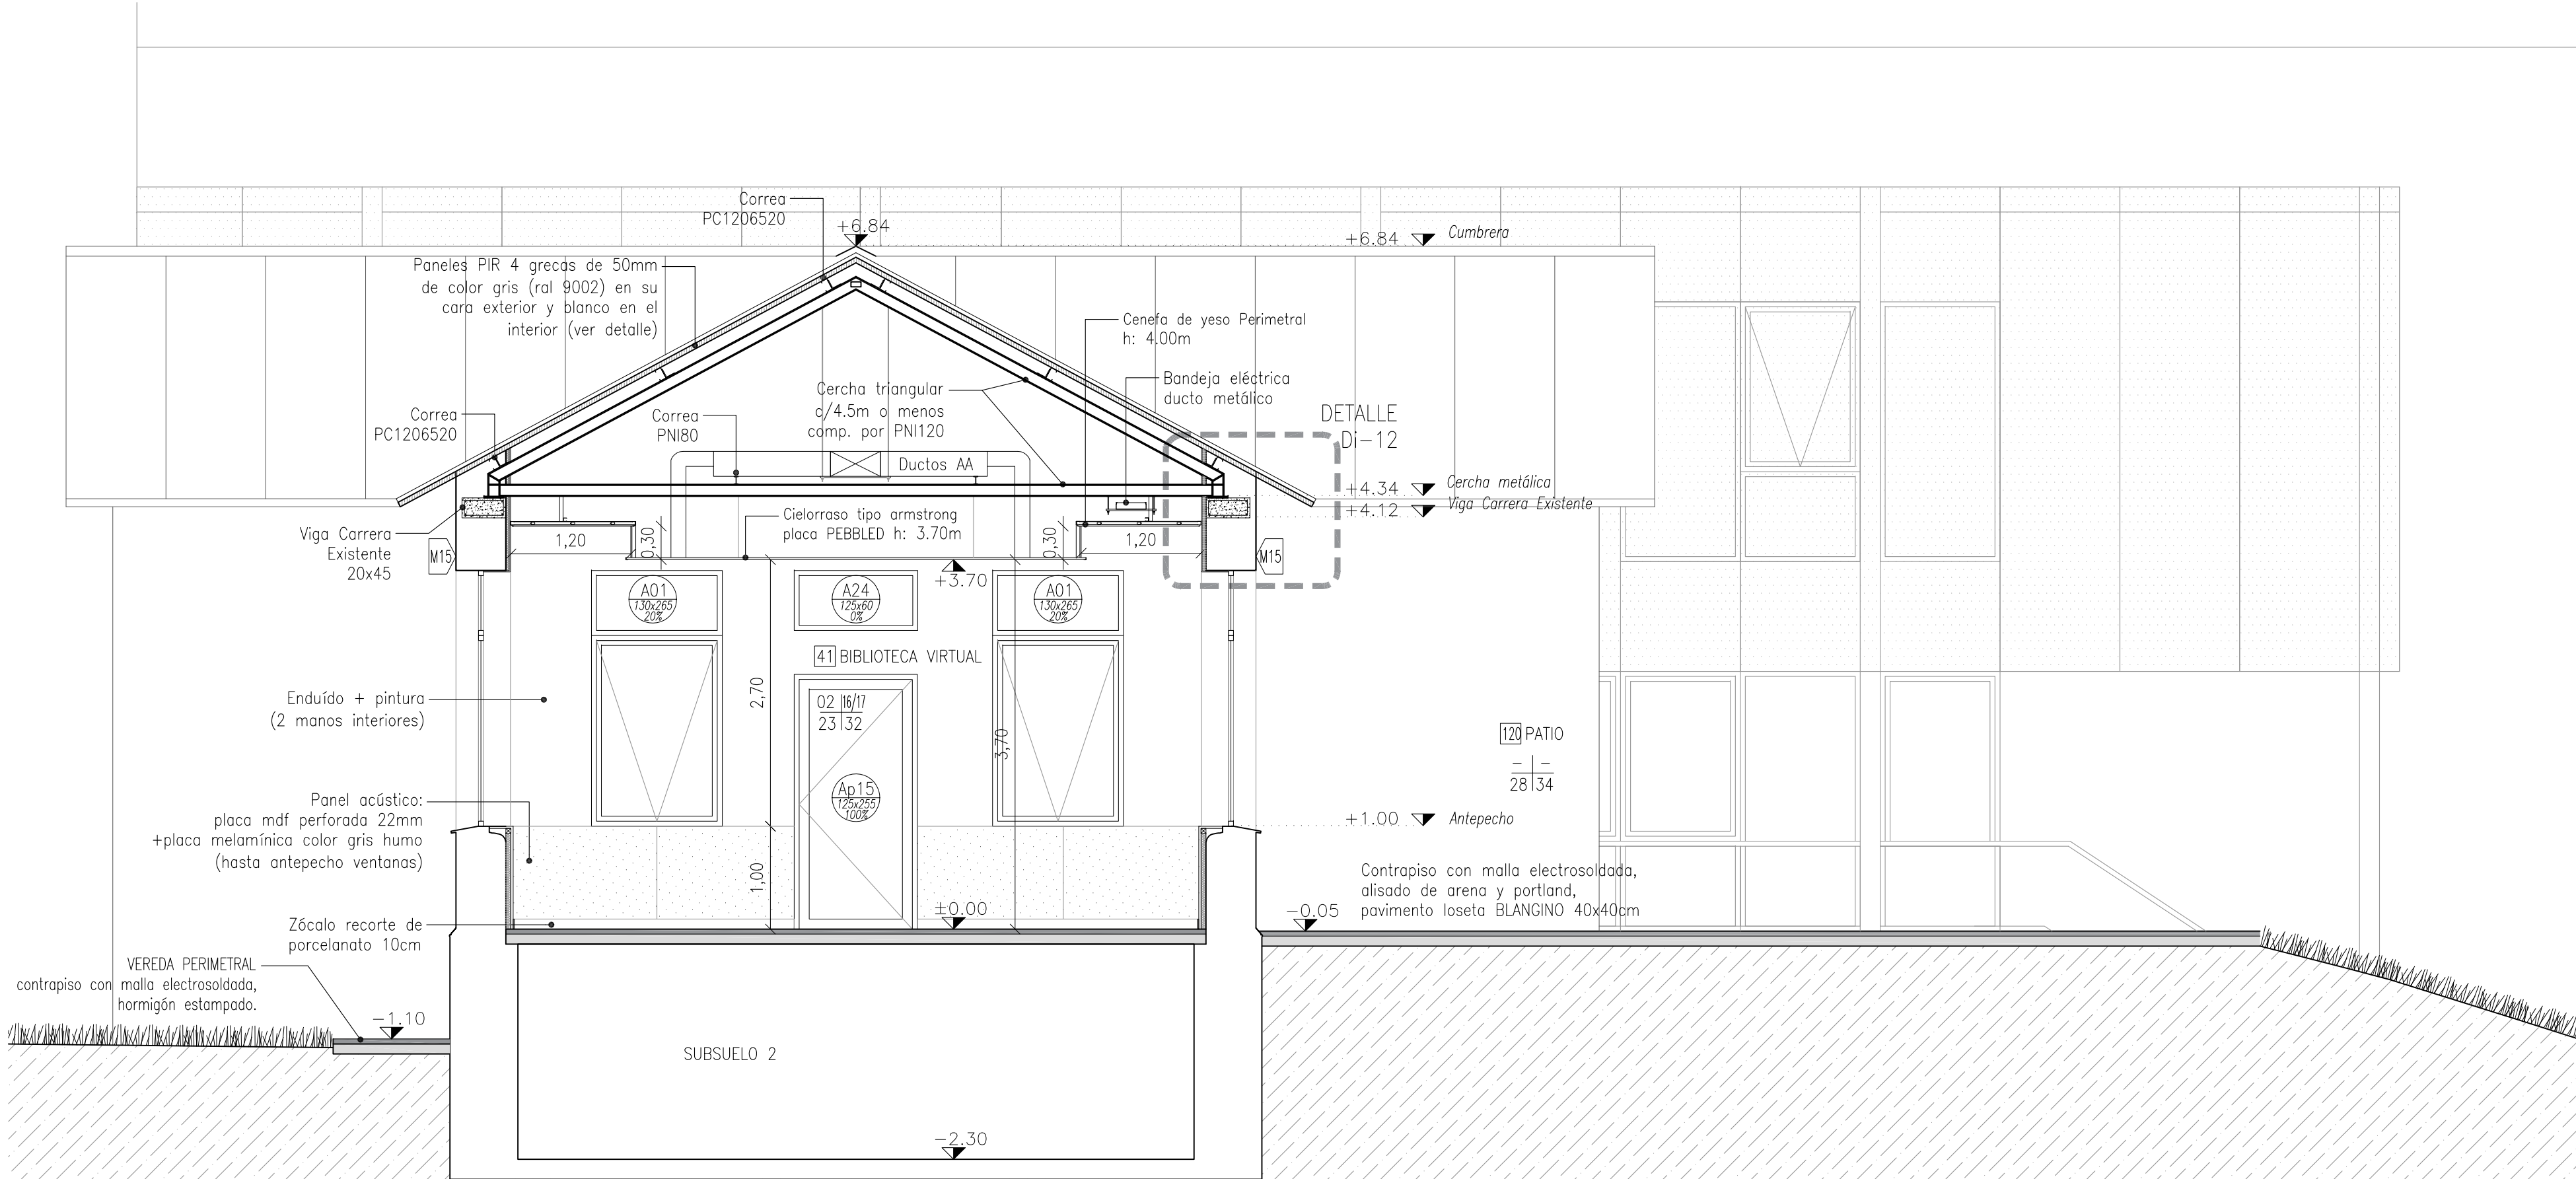 Correa
PC1206520
+6.84
+6.84
Cumbrera
Paneles PIR 4 grecas de 50mm
de color gris (ral 9002) en su
cara exterior y blanco en el
interior (ver detalle)
Cenefa de yeso Perimetral
h: 4.00m
Bandeja eléctrica
ducto metálico
Cercha triangular
c/4.5m o menos
comp. por PNI120
Correa
PC1206520
Correa
PNI80
DETALLE
Di-12
Ductos AA
+4.34
Cercha metálica
+4.12
Viga Carrera Existente
Cielorraso tipo armstrong
placa PEBBLED h: 3.70m
Viga Carrera
Existente
20x45
M15
1,20
0,30
0,30
1,20
M15
+3.70
A01
130x265
20%
A24
125x60
0%
A01
130x265
20%
41 BIBLIOTECA VIRTUAL
Enduído + pintura
(2 manos interiores)
2,70
02 16/17
23 32
3,70
120 PATIO
- -
28 34
Ap15
125x255
100%
Panel acústico:
placa mdf perforada 22mm
+placa melamínica color gris humo
(hasta antepecho ventanas)
+1.00
Antepecho
1,00
Contrapiso con malla electrosoldada,
alisado de arena y portland,
pavimento loseta BLANGINO 40x40cm
±0.00
-0.05
Zócalo recorte de
porcelanato 10cm
VEREDA PERIMETRAL
contrapiso con malla electrosoldada,
hormigón estampado.
-1.10
SUBSUELO 2
-2.30